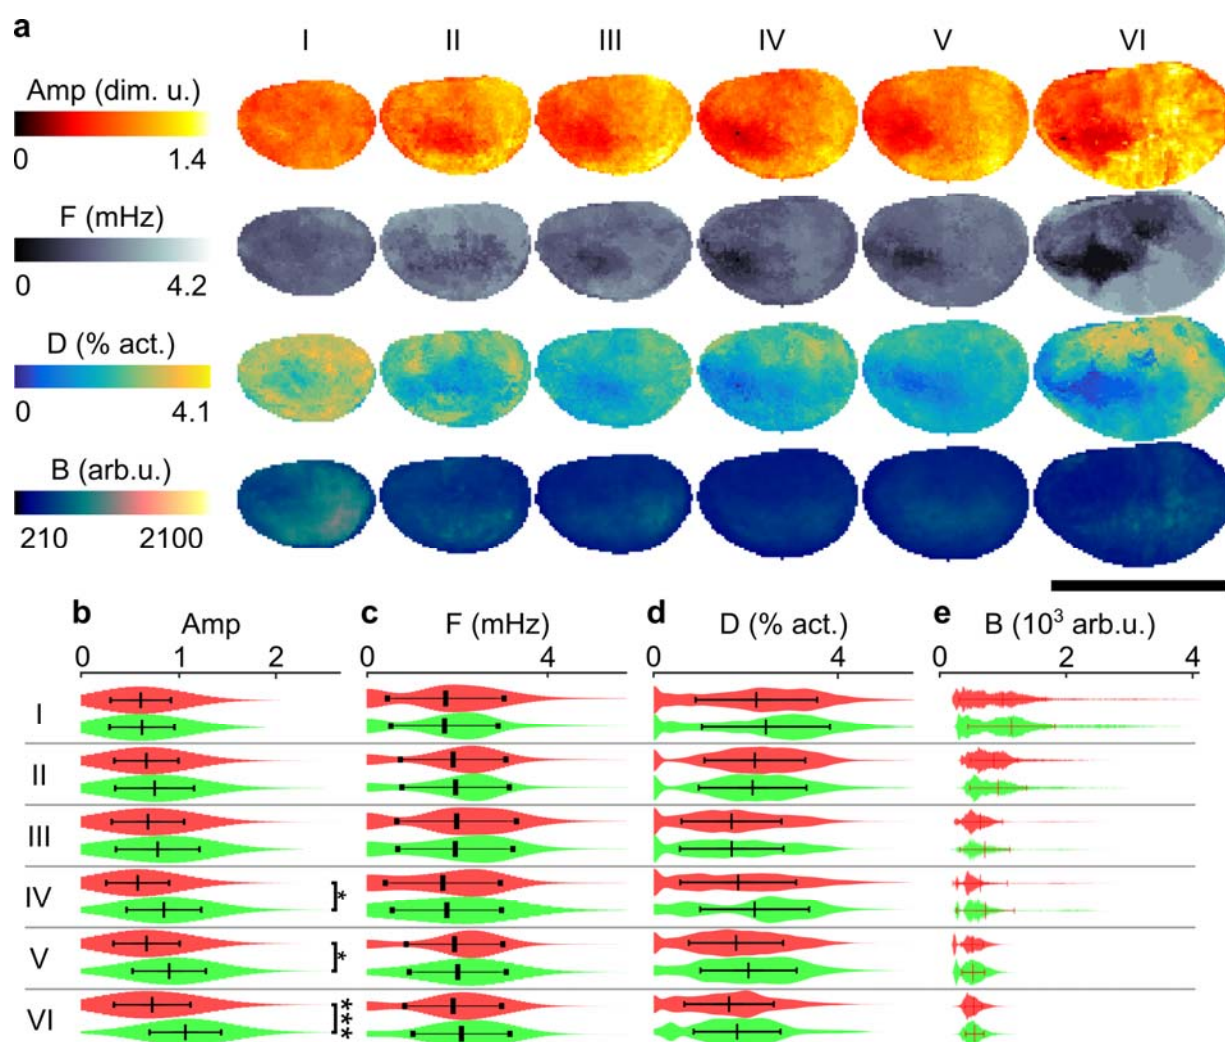 a
I II III IV V VI
Amp (dim. u.)
0 1.4
F (mHz)
0 4.2
D (% act.)
0 4.1
B (arb.u.)
210 2100
b Amp c F (mHz) d D (% act.) e B (10³ arb.u.)
0 1 2 0 4 0 4 0 2 4
I
II
III
IV *
V *
VI ***